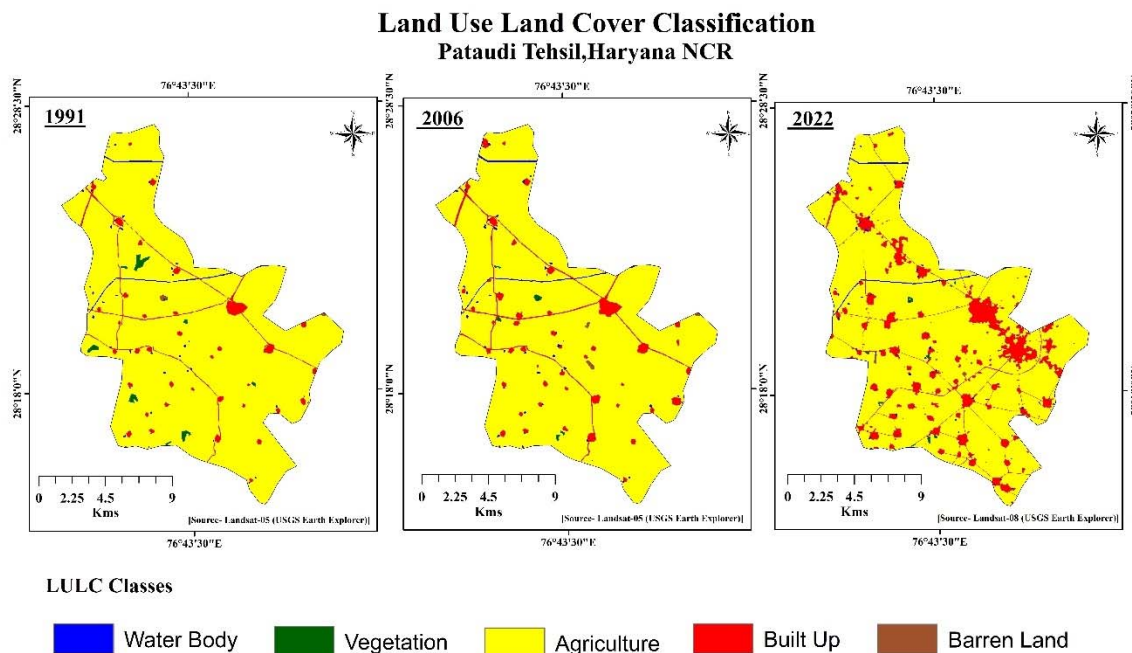 Land Use Land Cover Classification
Pataudi Tehsil,Haryana NCR
76°43'30"E
76°43'30"E
76°43'30"E
28°28'30"N
28°28'30"N
28°28'30"N
1991
2006
2022
28°18'0"N
28°18'0"N
28°18'0"N
0 2.25 4.5 9
Kms
0 2.25 4.5 9
Kms
0 2.25 4.5 9
Kms
|Source- Landsat-05 (USGS Earth Explorer)|
|Source- Landsat-05 (USGS Earth Explorer)|
|Source- Landsat-08 (USGS Earth Explorer)|
76°43'30"E
76°43'30"E
76°43'30"E
LULC Classes
Water Body
Vegetation
Agriculture
Built Up
Barren Land